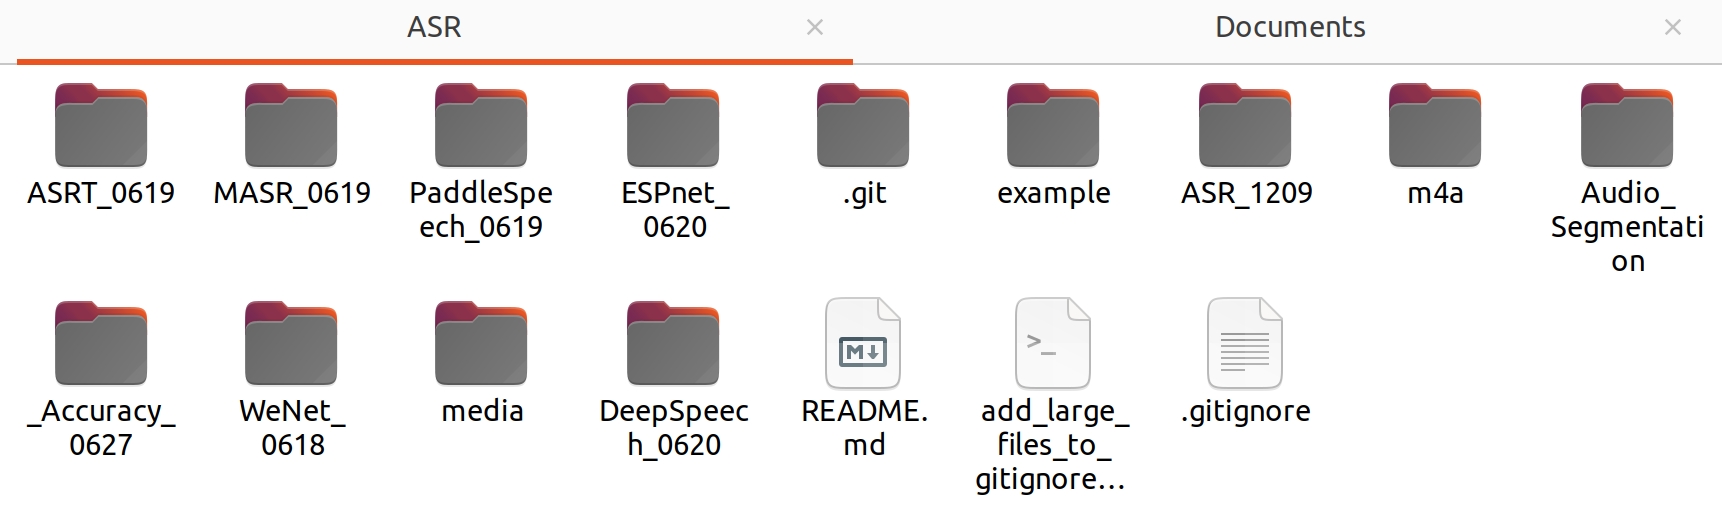 ASR
Documents
ASRT_0619
MASR_0619
PaddleSpe
ech_0619
ESPnet_
0620
.git
example
ASR_1209
m4a
Audio_
Segmentati
on
_Accuracy_
0627
WeNet_
0618
media
DeepSpeec
h_0620
README.
md
add_large_
files_to_
gitignore…
.gitignore